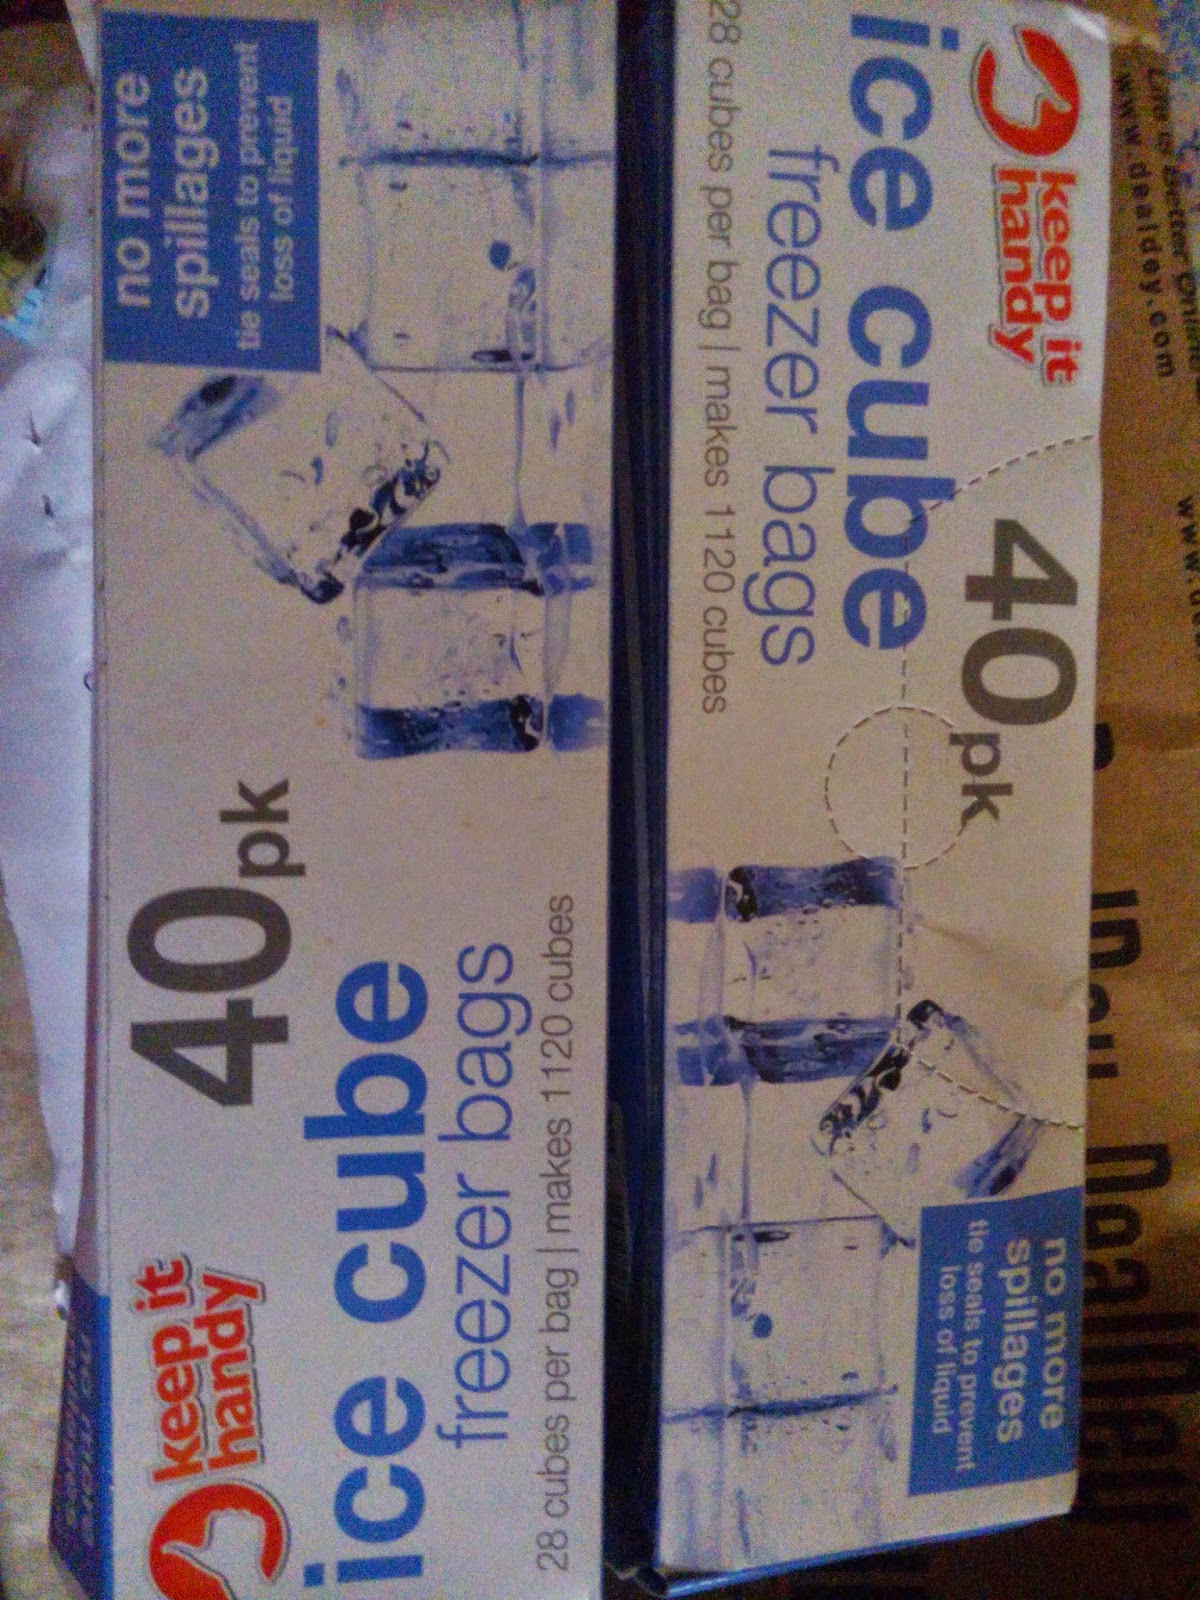 keep it
handy
40pk
ice cube
freezer bags
28 cubes per bag | makes 1120 cubes
no more
spillages
tie seals to prevent
loss of liquid
keep it
handy
40pk
ice cube
freezer bags
28 cubes per bag | makes 1120 cubes
no more
spillages
tie seals to prevent
loss of liquid
www.dealdey.com